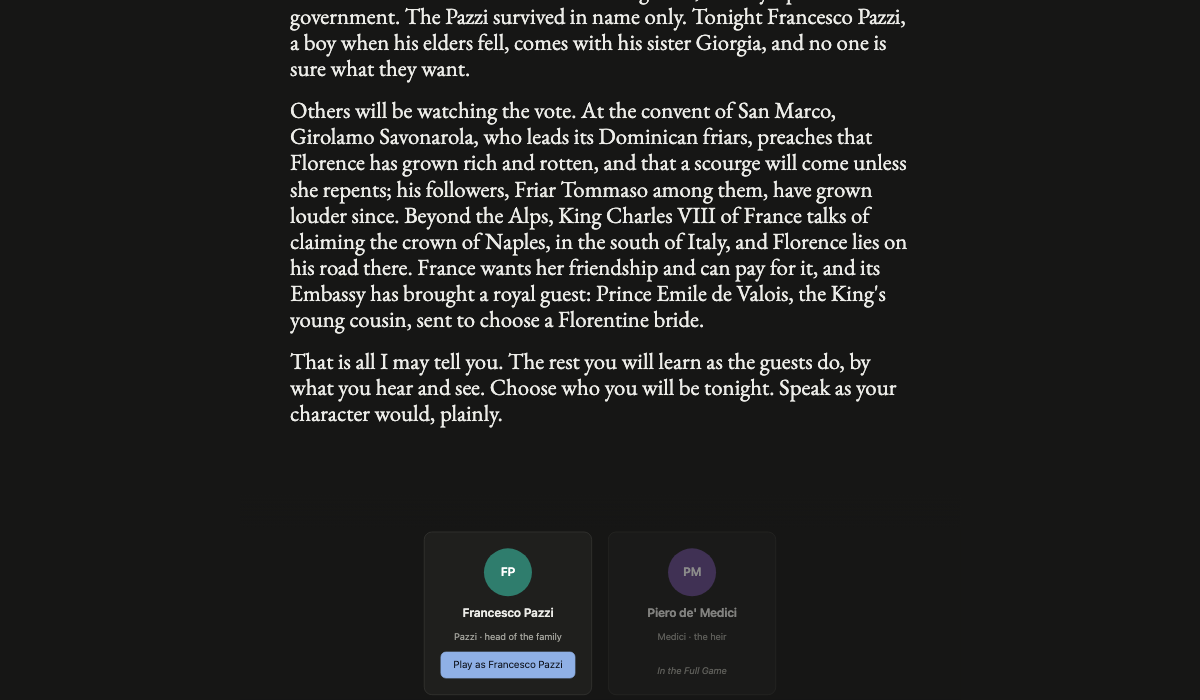 government. The Pazzi survived in name only. Tonight Francesco Pazzi,
a boy when his elders fell, comes with his sister Giorgia, and no one is
sure what they want.
Others will be watching the vote. At the convent of San Marco,
Girolamo Savonarola, who leads its Dominican friars, preaches that
Florence has grown rich and rotten, and that a scourge will come unless
she repents; his followers, Friar Tommaso among them, have grown
louder since. Beyond the Alps, King Charles VIII of France talks of
claiming the crown of Naples, in the south of Italy, and Florence lies on
his road there. France wants her friendship and can pay for it, and its
Embassy has brought a royal guest: Prince Emile de Valois, the King's
young cousin, sent to choose a Florentine bride.
That is all I may tell you. The rest you will learn as the guests do, by
what you hear and see. Choose who you will be tonight. Speak as your
character would, plainly.
FP
Francesco Pazzi
Pazzi · head of the family
Play as Francesco Pazzi
PM
Piero de' Medici
Medici · the heir
In the Full Game